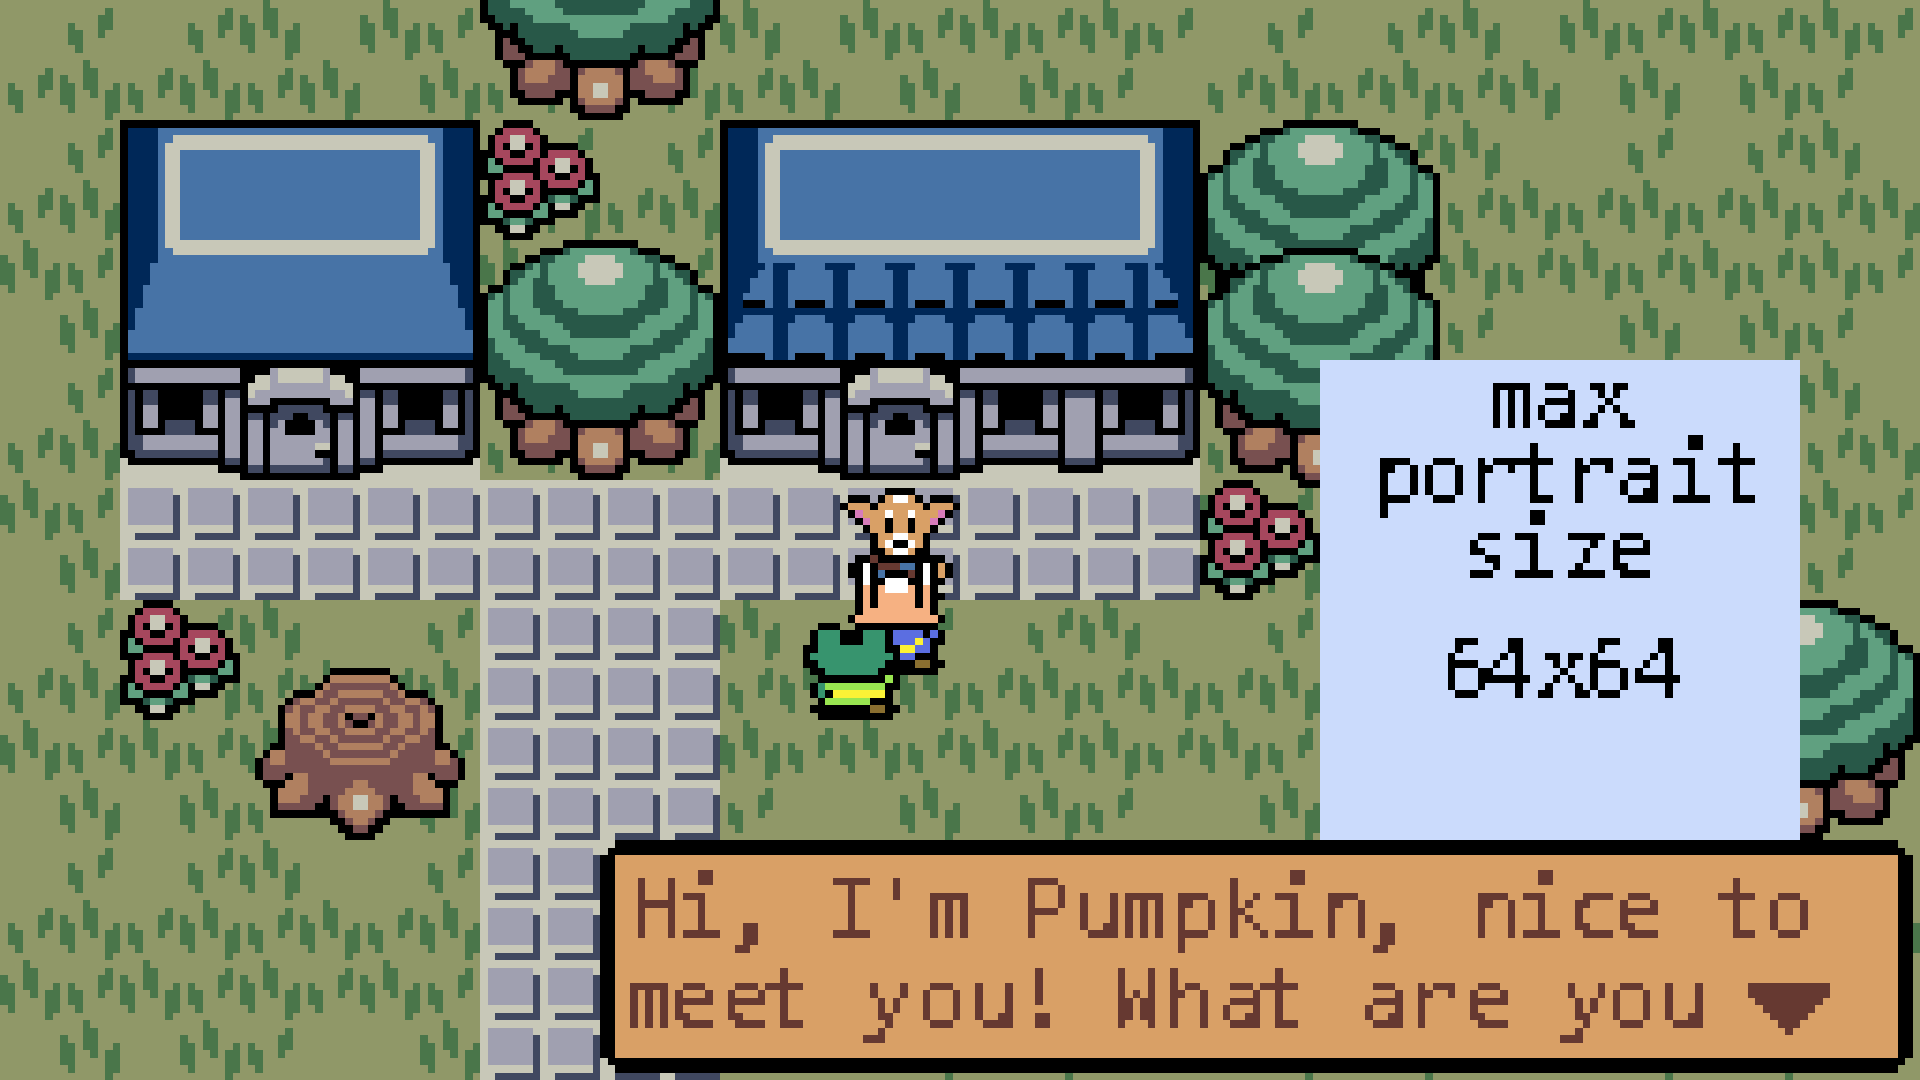 max
portrait
size
64x64
Hi, I'm Pumpkin, nice to
meet you! What are you